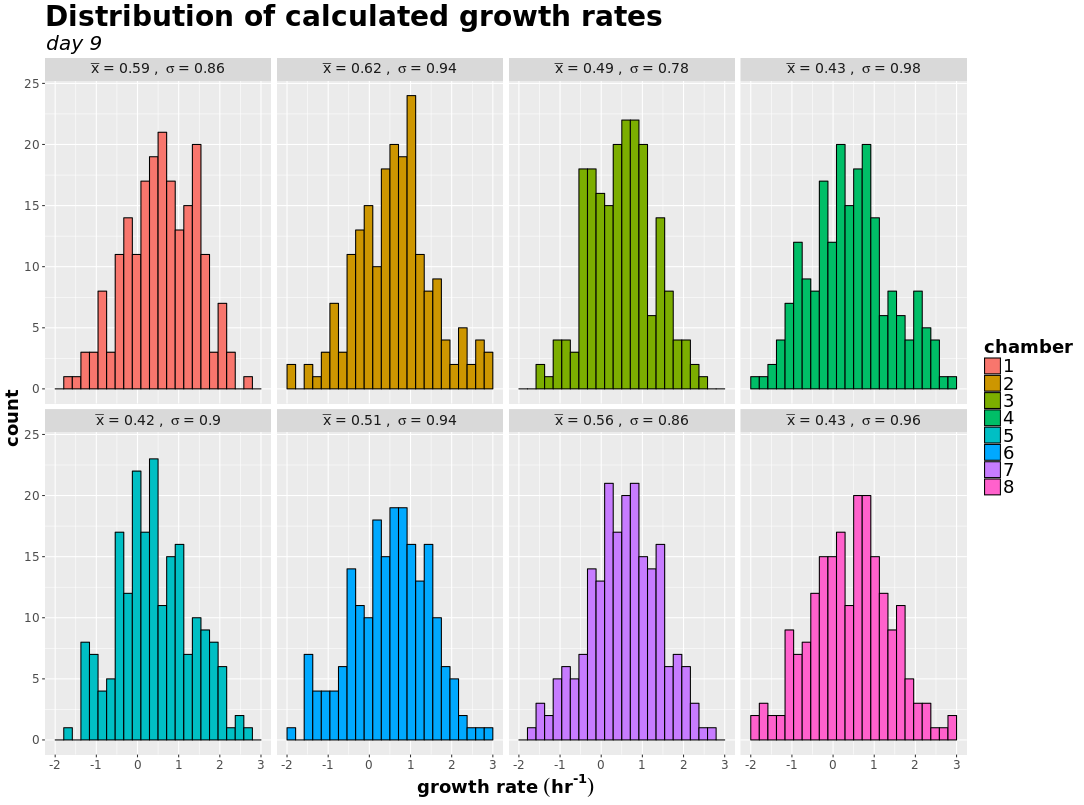 Distribution of calculated growth rates
day 9
x̅ = 0.59 , σ = 0.86
x̅ = 0.62 , σ = 0.94
x̅ = 0.49 , σ = 0.78
x̅ = 0.43 , σ = 0.98
25
20
15
10
5
0
x̅ = 0.42 , σ = 0.9
x̅ = 0.51 , σ = 0.94
x̅ = 0.56 , σ = 0.86
x̅ = 0.43 , σ = 0.96
25
20
15
10
5
0
-2 -1 0 1 2 3
-2 -1 0 1 2 3
-2 -1 0 1 2 3
-2 -1 0 1 2 3
count
growth rate (hr⁻¹)
chamber
1
2
3
4
5
6
7
8